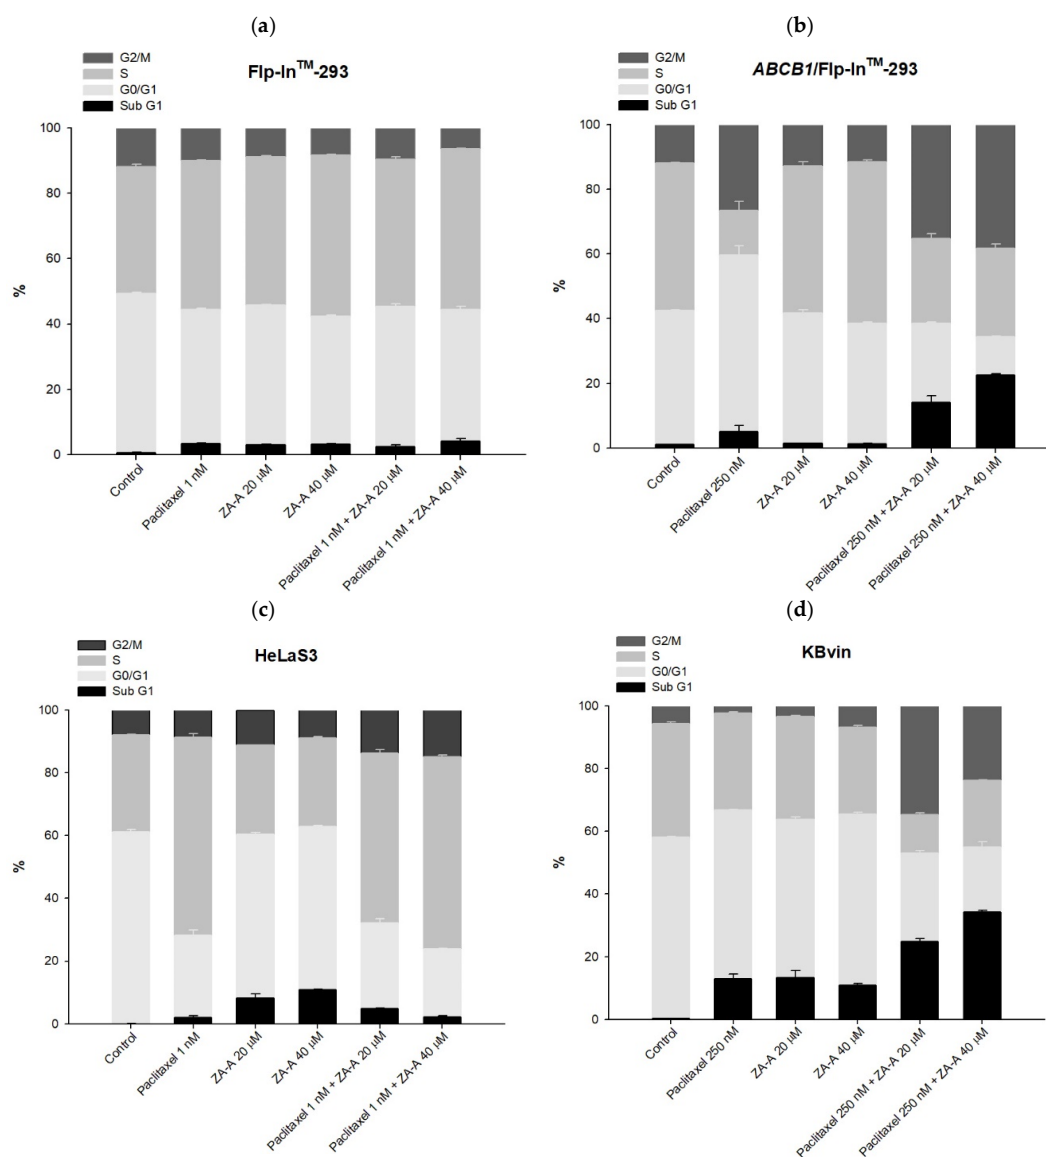 (a)
G2/M
S
G0/G1
Sub G1
Flp-In™-293
100
80
60
40
20
0
%
Control
Paclitaxel 1 nM
ZA-A 20 µM
ZA-A 40 µM
Paclitaxel 1 nM + ZA-A 20 µM
Paclitaxel 1 nM + ZA-A 40 µM
(b)
G2/M
S
G0/G1
Sub G1
ABCB1/Flp-In™-293
100
80
60
40
20
0
%
Control
Paclitaxel 250 nM
ZA-A 20 µM
ZA-A 40 µM
Paclitaxel 250 nM + ZA-A 20 µM
Paclitaxel 250 nM + ZA-A 40 µM
(c)
G2/M
S
G0/G1
Sub G1
HeLaS3
100
80
60
40
20
0
%
Control
Paclitaxel 1 nM
ZA-A 20 µM
ZA-A 40 µM
Paclitaxel 1 nM + ZA-A 20 µM
Paclitaxel 1 nM + ZA-A 40 µM
(d)
G2/M
S
G0/G1
Sub G1
KBvin
100
80
60
40
20
0
%
Control
Paclitaxel 250 nM
ZA-A 20 µM
ZA-A 40 µM
Paclitaxel 250 nM + ZA-A 20 µM
Paclitaxel 250 nM + ZA-A 40 µM